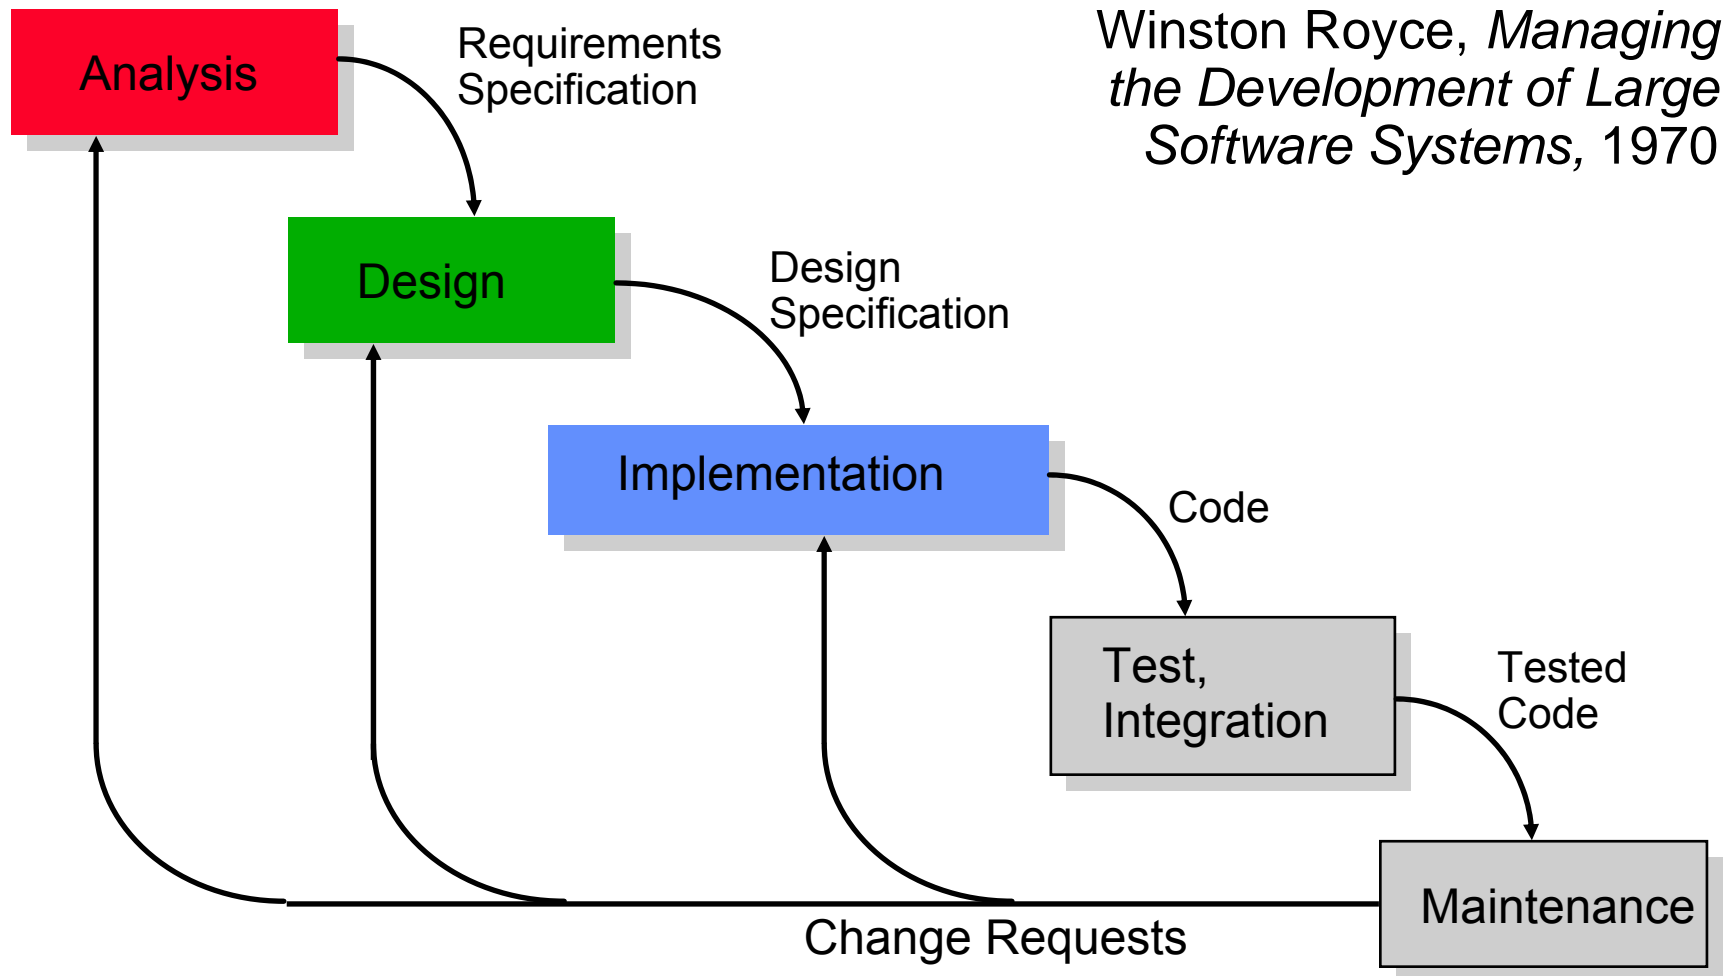 Winston Royce, Managing
the Development of Large
Software Systems, 1970
Analysis
Requirements
Specification
Design
Design
Specification
Implementation
Code
Test,
Integration
Tested
Code
Maintenance
Change Requests